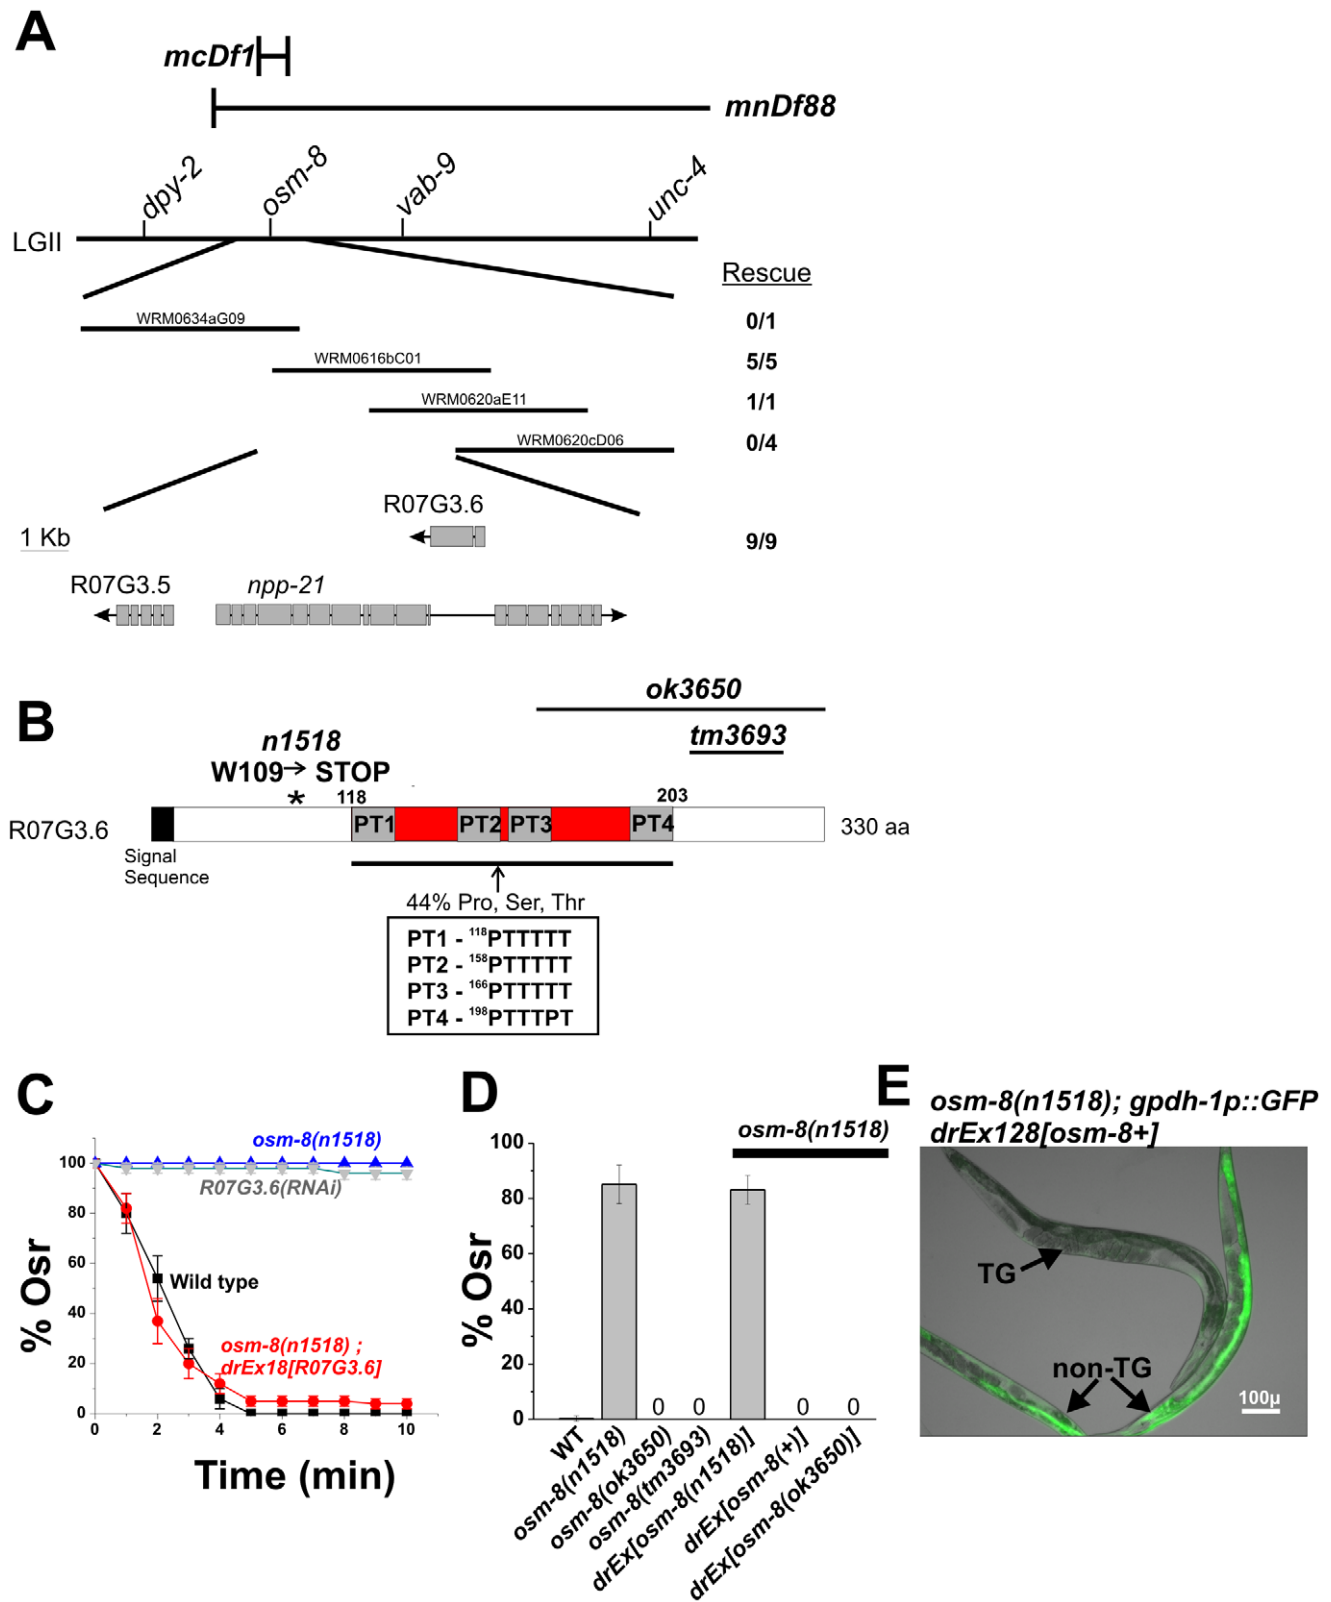 A
mcDf1
mnDf88
dpy-2
osm-8
vab-9
unc-4
LGII
Rescue
WRM0634aG09
0/1
WRM0616bC01
5/5
WRM0620aE11
1/1
WRM0620cD06
0/4
R07G3.6
1 Kb
9/9
R07G3.5
npp-21
B
ok3650
tm3693
n1518
W109→ STOP
*
118
203
R07G3.6
PT1
PT2
PT3
PT4
330 aa
Signal
Sequence
44% Pro, Ser, Thr
PT1 - ¹¹⁸PTTTTT
PT2 - ¹⁵⁸PTTTTT
PT3 - ¹⁶⁶PTTTTT
PT4 - ¹⁹⁸PTTTPT
C
% Osr
100
80
60
40
20
0
osm-8(n1518)
R07G3.6(RNAi)
Wild type
osm-8(n1518) ;
drEx18[R07G3.6]
0 2 4 6 8 10
Time (min)
D
osm-8(n1518)
% Osr
100
80
60
40
20
0
0 0 0 0
WT
osm-8(n1518)
osm-8(ok3650)
osm-8(tm3693)
drEx[osm-8(n1518)]
drEx[osm-8(+)]
drEx[osm-8(ok3650)]
E
osm-8(n1518); gpdh-1p::GFP
drEx128[osm-8+]
TG
non-TG
100µ